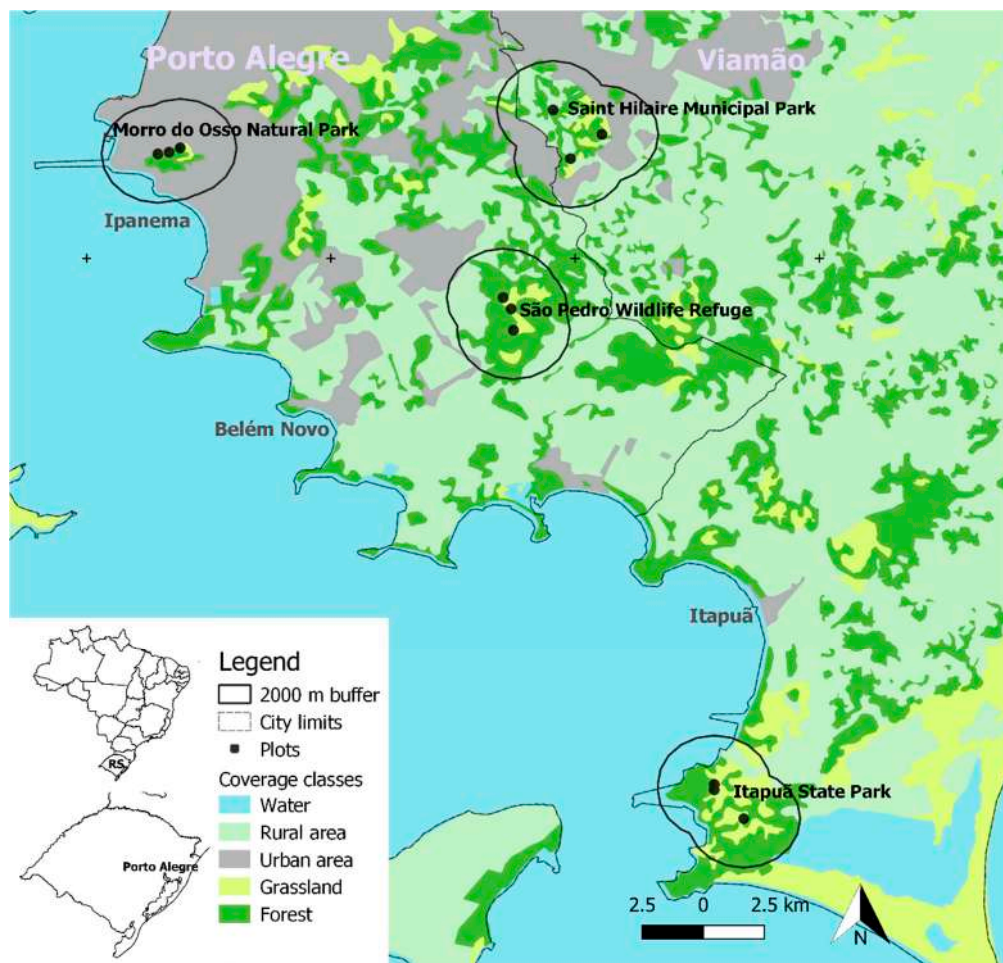 Porto Alegre
Viamão
Saint Hilaire Municipal Park
Morro do Osso Natural Park
Ipanema
São Pedro Wildlife Refuge
Belém Novo
Itapuã
Itapuã State Park
Legend
2000 m buffer
City limits
Plots
Coverage classes
Water
Rural area
Urban area
Grassland
Forest
RS
Porto Alegre
2.5 0 2.5 km
N